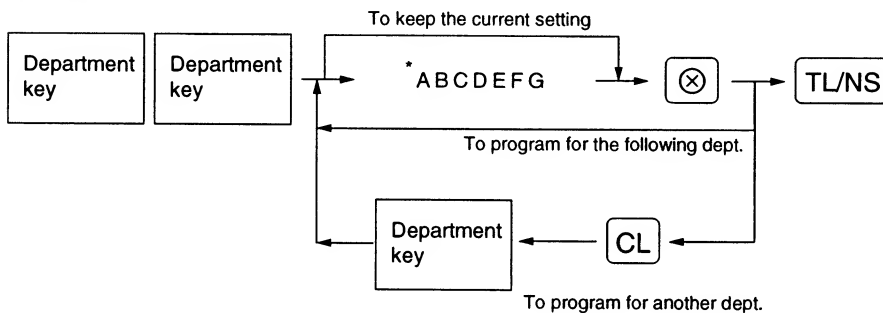 To keep the current setting
Department
key
Department
key
*ABCDEFG
⊗
TL/NS
To program for the following dept.
Department
key
CL
To program for another dept.